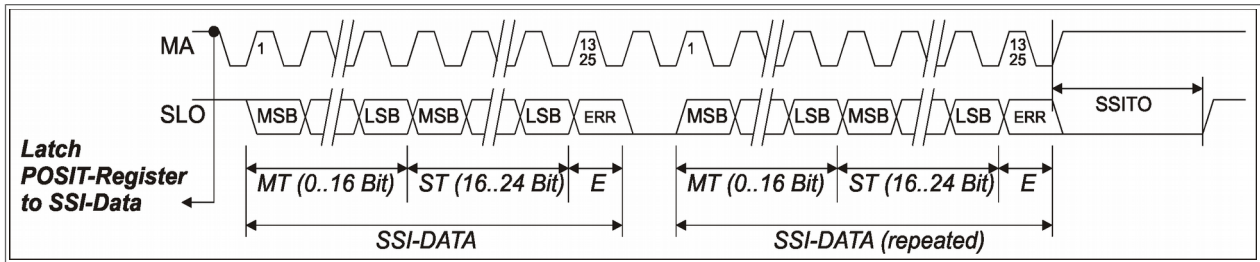 MA 1 13 25 1 13 25
SLO MSB LSB MSB LSB ERR MSB LSB MSB LSB ERR SSITO
Latch
POSIT-Register
to SSI-Data
MT (0..16 Bit) ST (16..24 Bit) E MT (0..16 Bit) ST (16..24 Bit) E
SSI-DATA SSI-DATA (repeated)